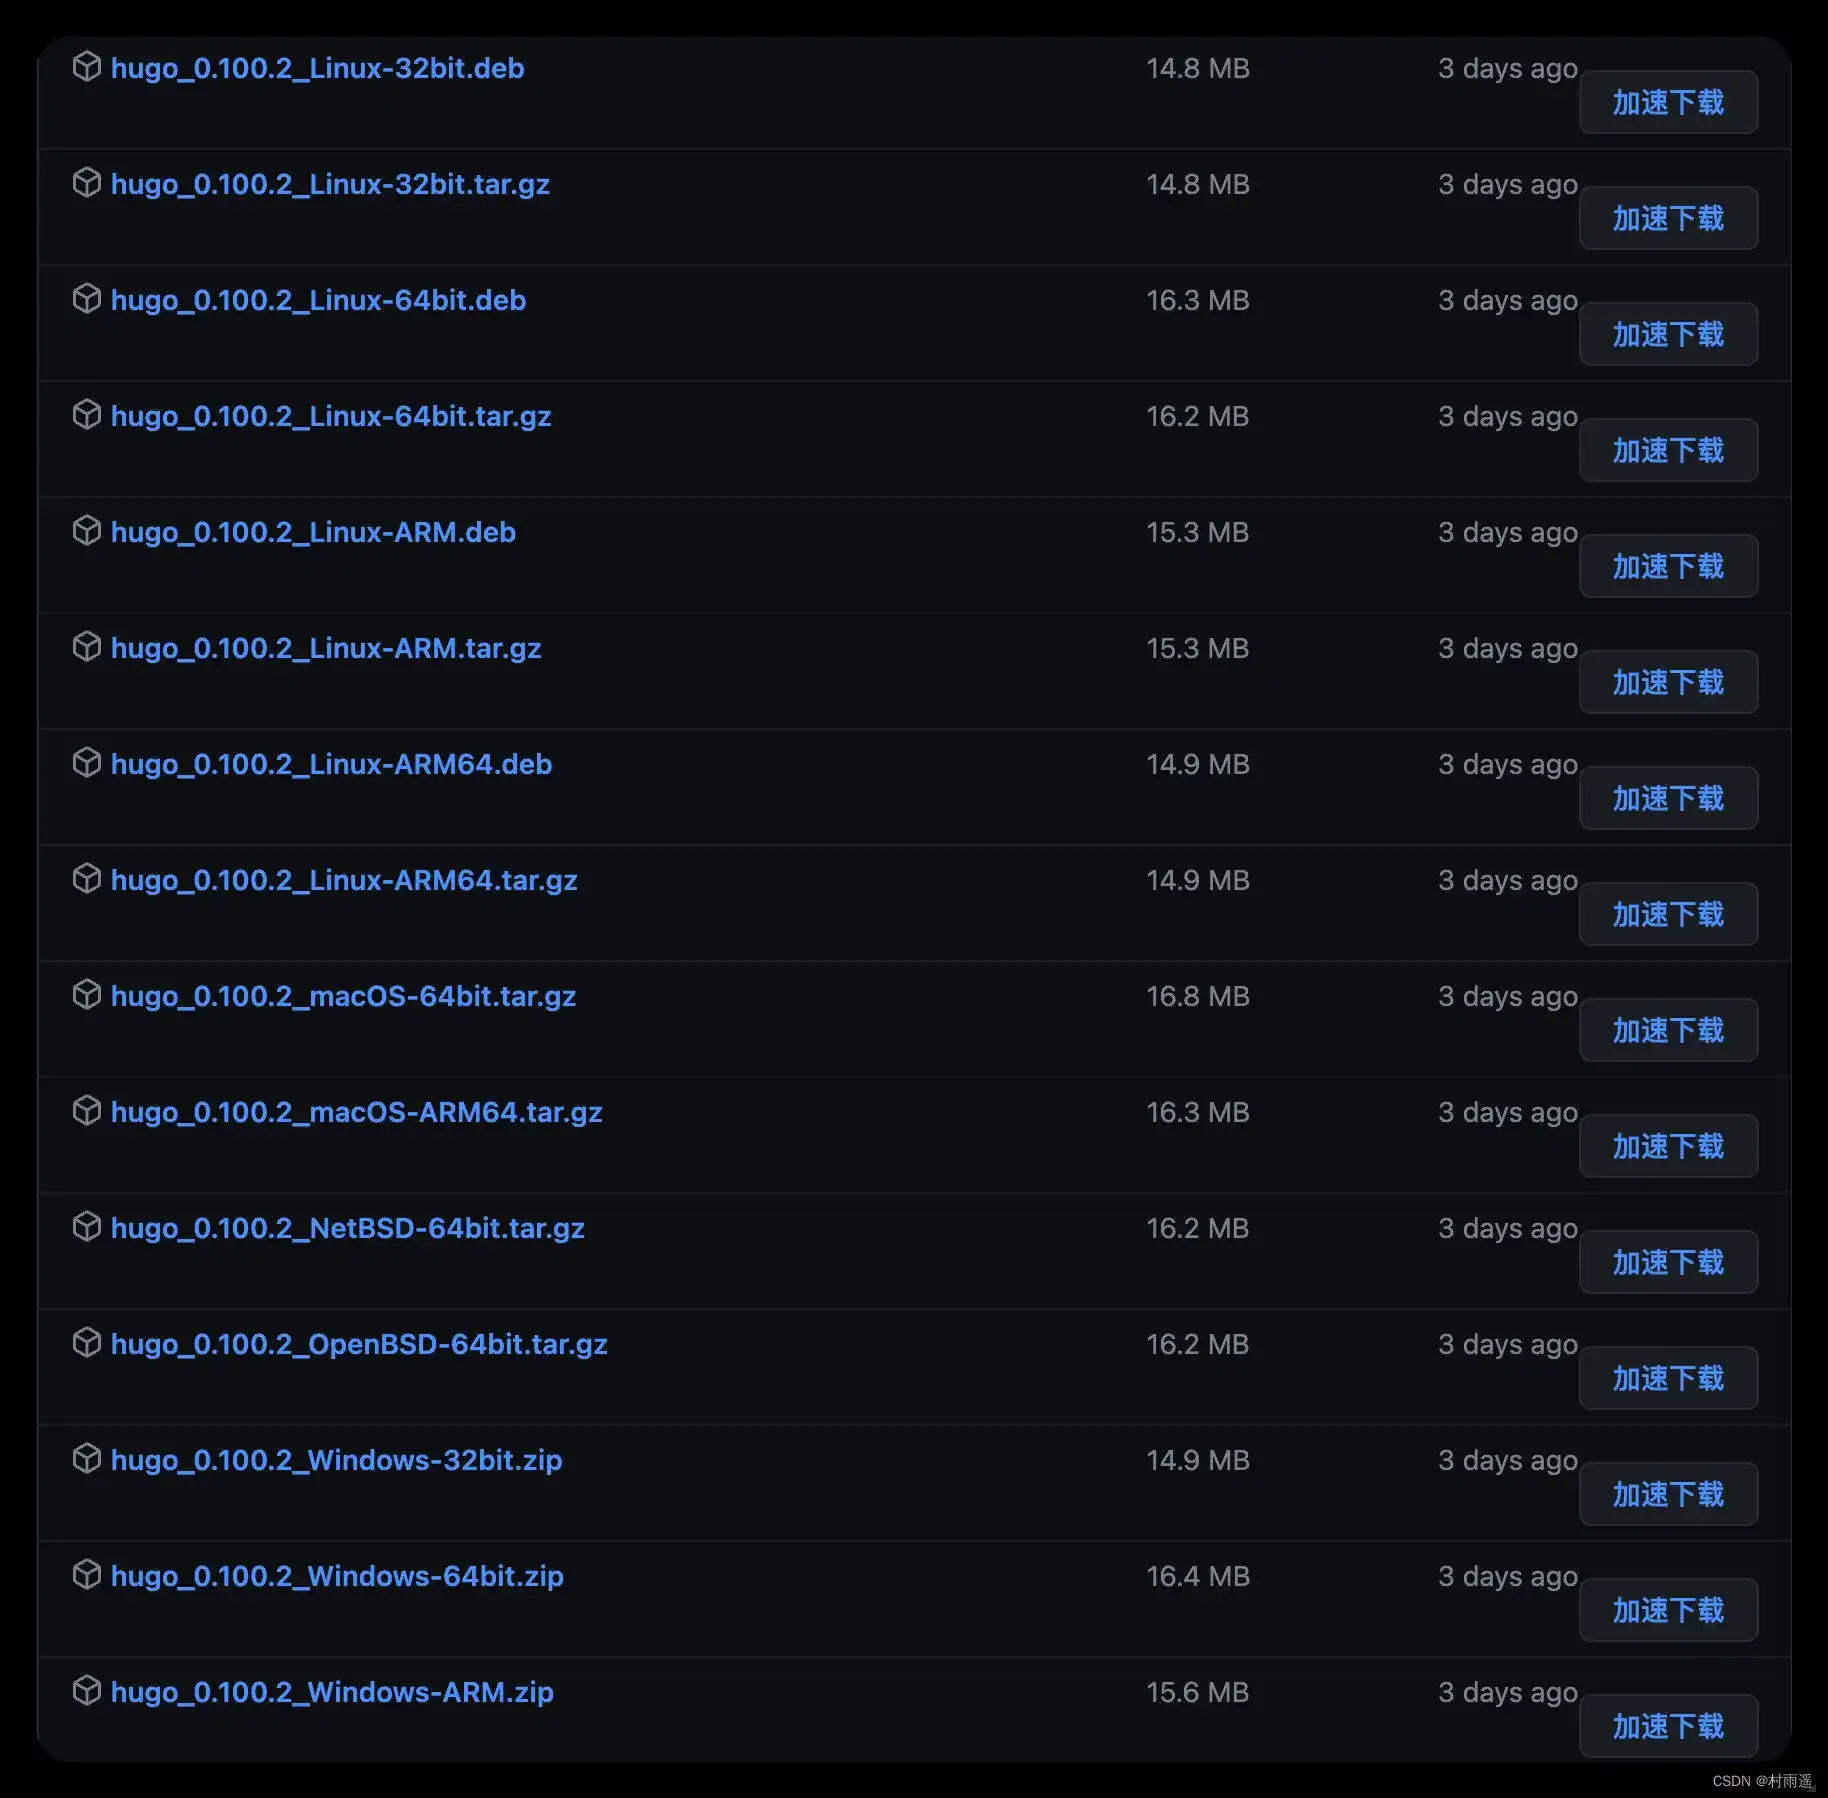 hugo_0.100.2_Linux-32bit.deb 14.8 MB 3 days ago 加速下载
hugo_0.100.2_Linux-32bit.tar.gz 14.8 MB 3 days ago 加速下载
hugo_0.100.2_Linux-64bit.deb 16.3 MB 3 days ago 加速下载
hugo_0.100.2_Linux-64bit.tar.gz 16.2 MB 3 days ago 加速下载
hugo_0.100.2_Linux-ARM.deb 15.3 MB 3 days ago 加速下载
hugo_0.100.2_Linux-ARM.tar.gz 15.3 MB 3 days ago 加速下载
hugo_0.100.2_Linux-ARM64.deb 14.9 MB 3 days ago 加速下载
hugo_0.100.2_Linux-ARM64.tar.gz 14.9 MB 3 days ago 加速下载
hugo_0.100.2_macOS-64bit.tar.gz 16.8 MB 3 days ago 加速下载
hugo_0.100.2_macOS-ARM64.tar.gz 16.3 MB 3 days ago 加速下载
hugo_0.100.2_NetBSD-64bit.tar.gz 16.2 MB 3 days ago 加速下载
hugo_0.100.2_OpenBSD-64bit.tar.gz 16.2 MB 3 days ago 加速下载
hugo_0.100.2_Windows-32bit.zip 14.9 MB 3 days ago 加速下载
hugo_0.100.2_Windows-64bit.zip 16.4 MB 3 days ago 加速下载
hugo_0.100.2_Windows-ARM.zip 15.6 MB 3 days ago 加速下载
CSDN @村雨遥